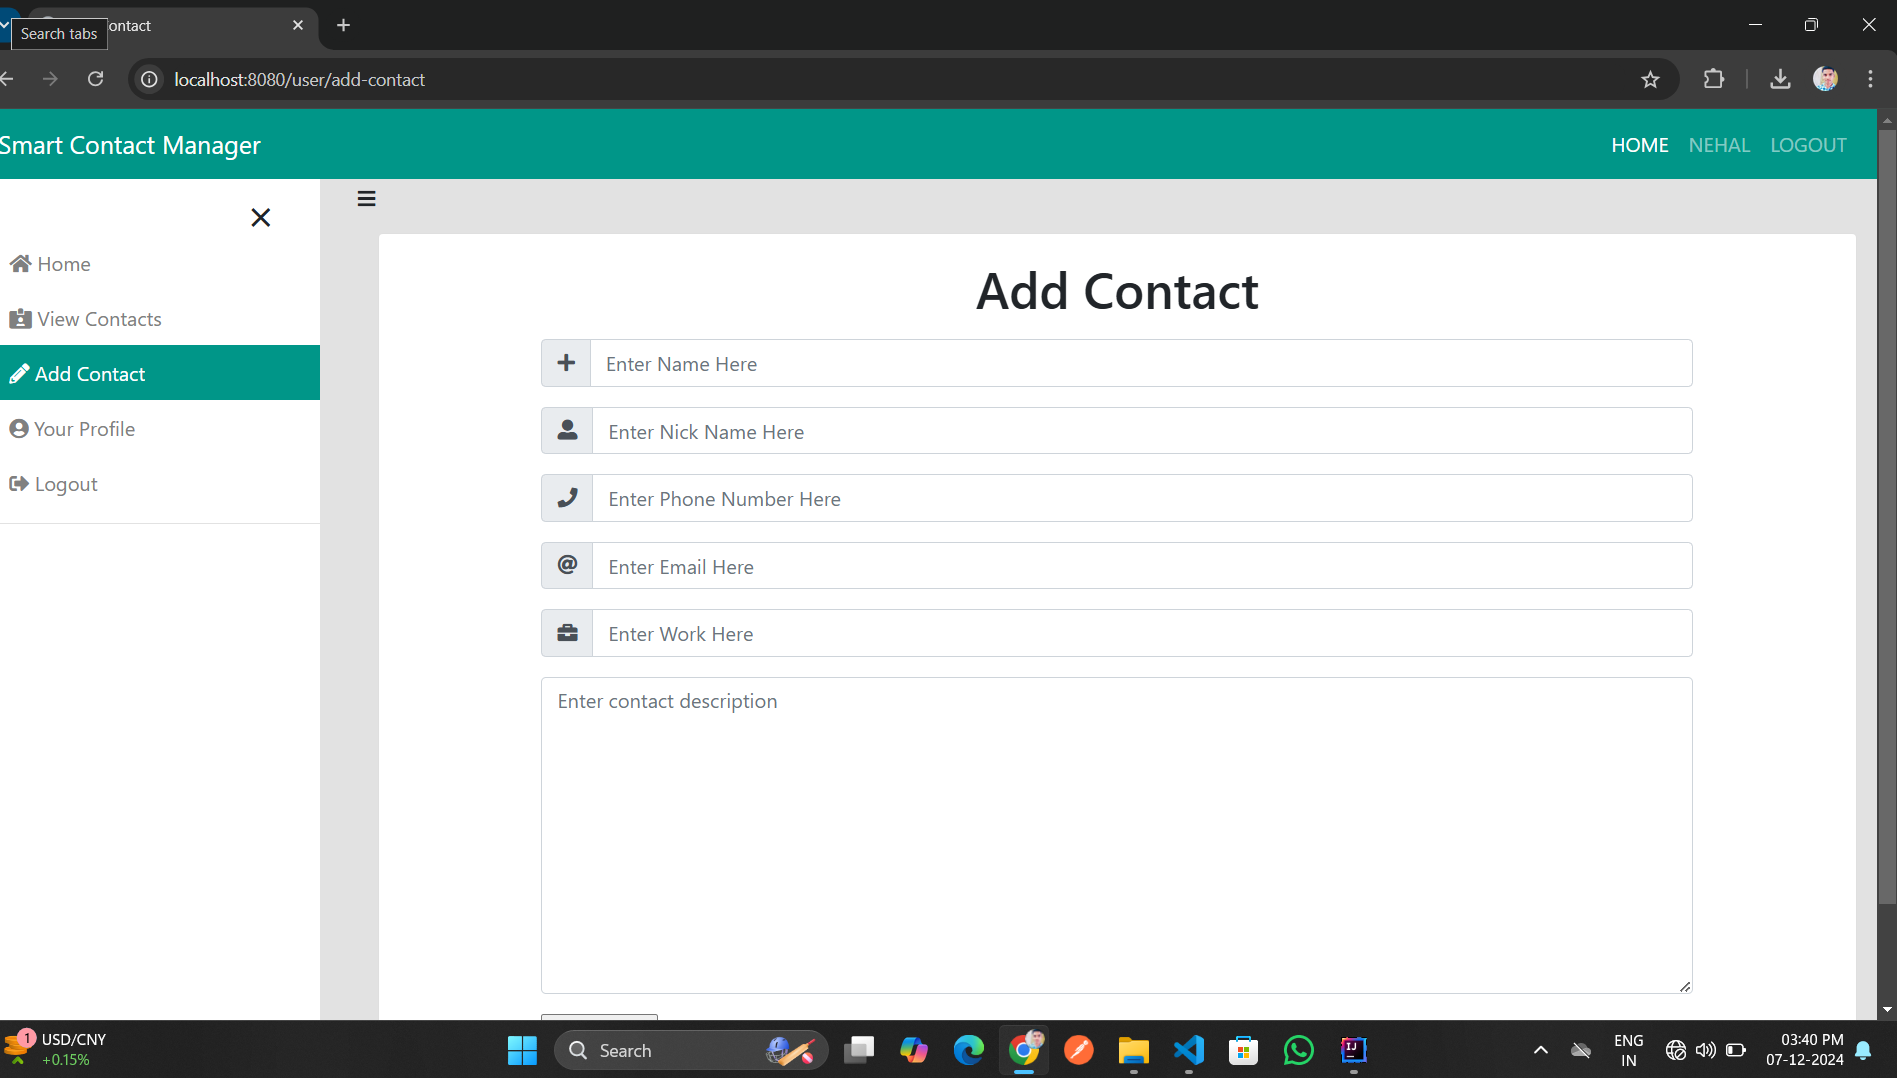 Search tabs
ontact
localhost:8080/user/add-contact
Smart Contact Manager
HOME NEHAL LOGOUT
Home
View Contacts
Add Contact
Your Profile
Logout
Add Contact
Enter Name Here
Enter Nick Name Here
Enter Phone Number Here
@ Enter Email Here
Enter Work Here
Enter contact description
1
USD/CNY
+0.15%
Search
IJ
ENG
IN
03:40 PM
07-12-2024